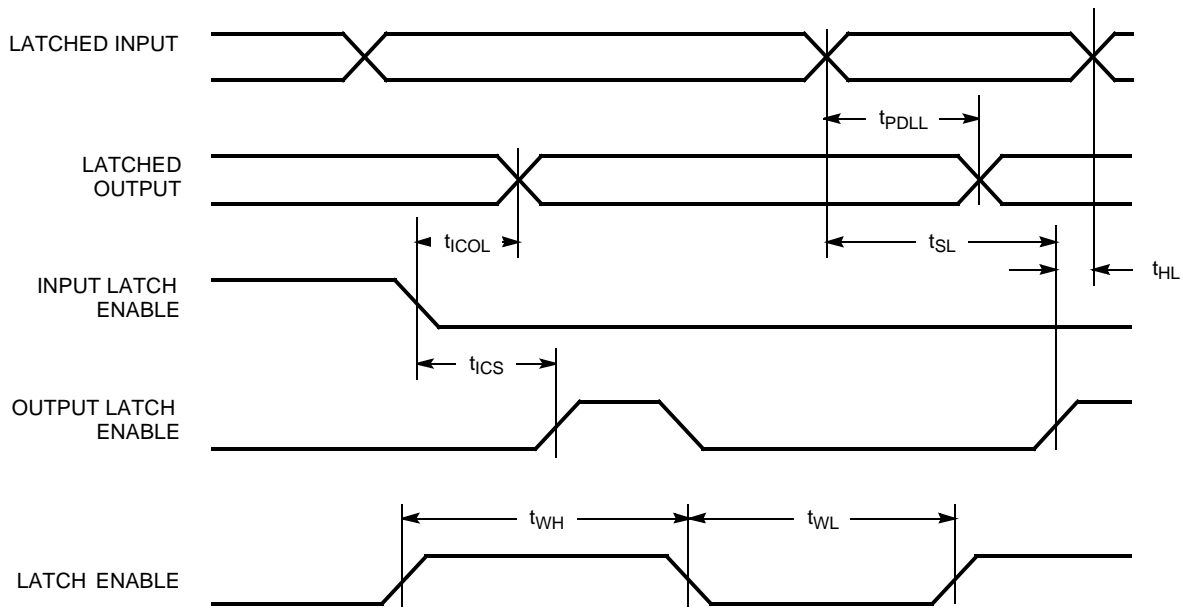 LATCHED INPUT
tPDLL
LATCHED
OUTPUT
tICOL
tSL
tHL
INPUT LATCH
ENABLE
tICS
OUTPUT LATCH
ENABLE
tWH
tWL
LATCH ENABLE